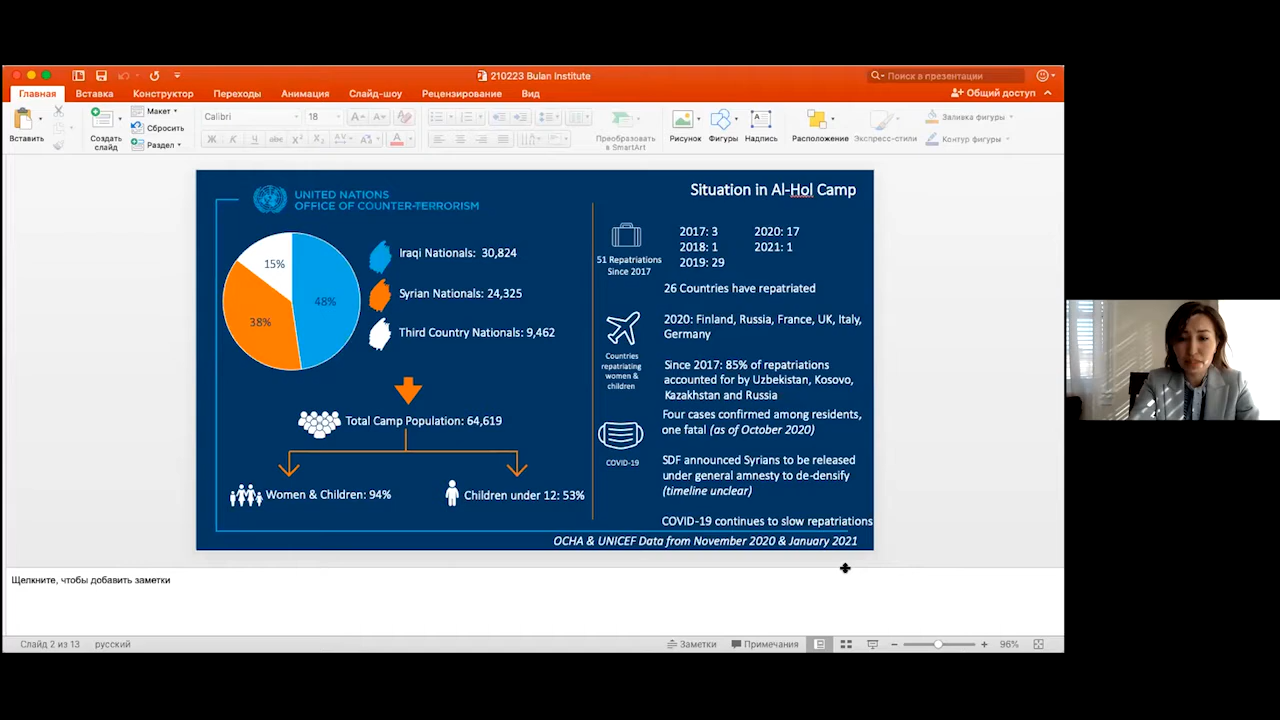 210223 Bulan institute
Поиск в презентации
Главная
Вставка
Конструктор
Переходы
Анимация
Слайд-шоу
Рецензирование
Вид
Общий доступ
Вставить
Создать
слайд
Макет
Сбросить
Раздел
Calibri
18
Преобразовать
в SmartArt
Рисунок
Фигуры
Надпись
Расположение
Экспресс-стили
Заливка фигуры
Контур фигуры
UNITED NATIONS
OFFICE OF COUNTER-TERRORISM
15%
38%
48%
Iraqi Nationals: 30,824
Syrian Nationals: 24,325
Third Country Nationals: 9,462
Total Camp Population: 64,619
Women & Children: 94%
Children under 12: 53%
Situation in Al-Hol Camp
51 Repatriations
Since 2017
2017: 3 2020: 17
2018: 1 2021: 1
2019: 29
26 Countries have repatriated
Countries
repatriating
women &
children
2020: Finland, Russia, France, UK, Italy,
Germany
Since 2017: 85% of repatriations
accounted for by Uzbekistan, Kosovo,
Kazakhstan and Russia
COVID-19
Four cases confirmed among residents,
one fatal (as of October 2020)
SDF announced Syrians to be released
under general amnesty to de-densify
(timeline unclear)
COVID-19 continues to slow repatriations
OCHA & UNICEF Data from November 2020 & January 2021
Щелкните, чтобы добавить заметки
Слайд 2 из 13
русский
Заметки
Примечания
96%